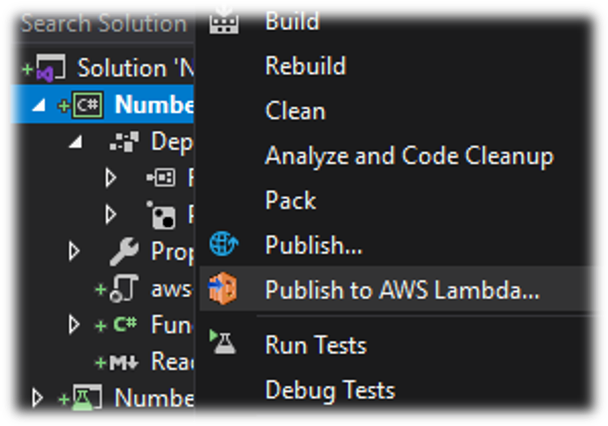 Search Solution
Solution 'N
C# Numbe
Dep
Prop
aws
C# Fun
M↓ Read
Numbe
Build
Rebuild
Clean
Analyze and Code Cleanup
Pack
Publish...
Publish to AWS Lambda...
Run Tests
Debug Tests